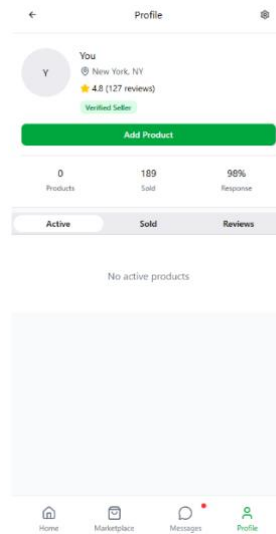 Profile
You
Y
New York, NY
4.8 (127 reviews)
Verified Seller
Add Product
0 189 98%
Products Sold Response
Active Sold Reviews
No active products
Home Marketplace Messages Profile